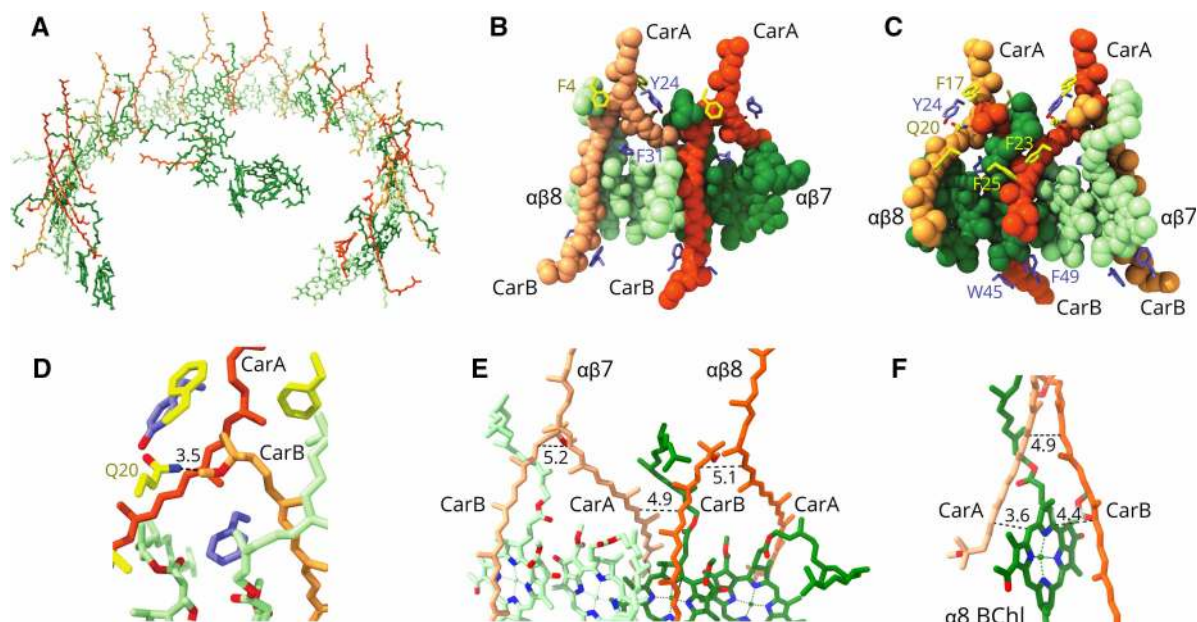 A
B
CarA
CarA
F4
Y24
F31
αβ8
αβ7
CarB
CarB
C
CarA
F17
Y24
Q20
F23
F25
αβ8
αβ7
W45
F49
CarB
CarB
D
CarA
3.5
CarB
Q20
E
αβ7
αβ8
5.2
5.1
4.9
CarB
CarA
CarB
CarA
F
4.9
CarA
3.6
4.4
CarB
α8 BChl